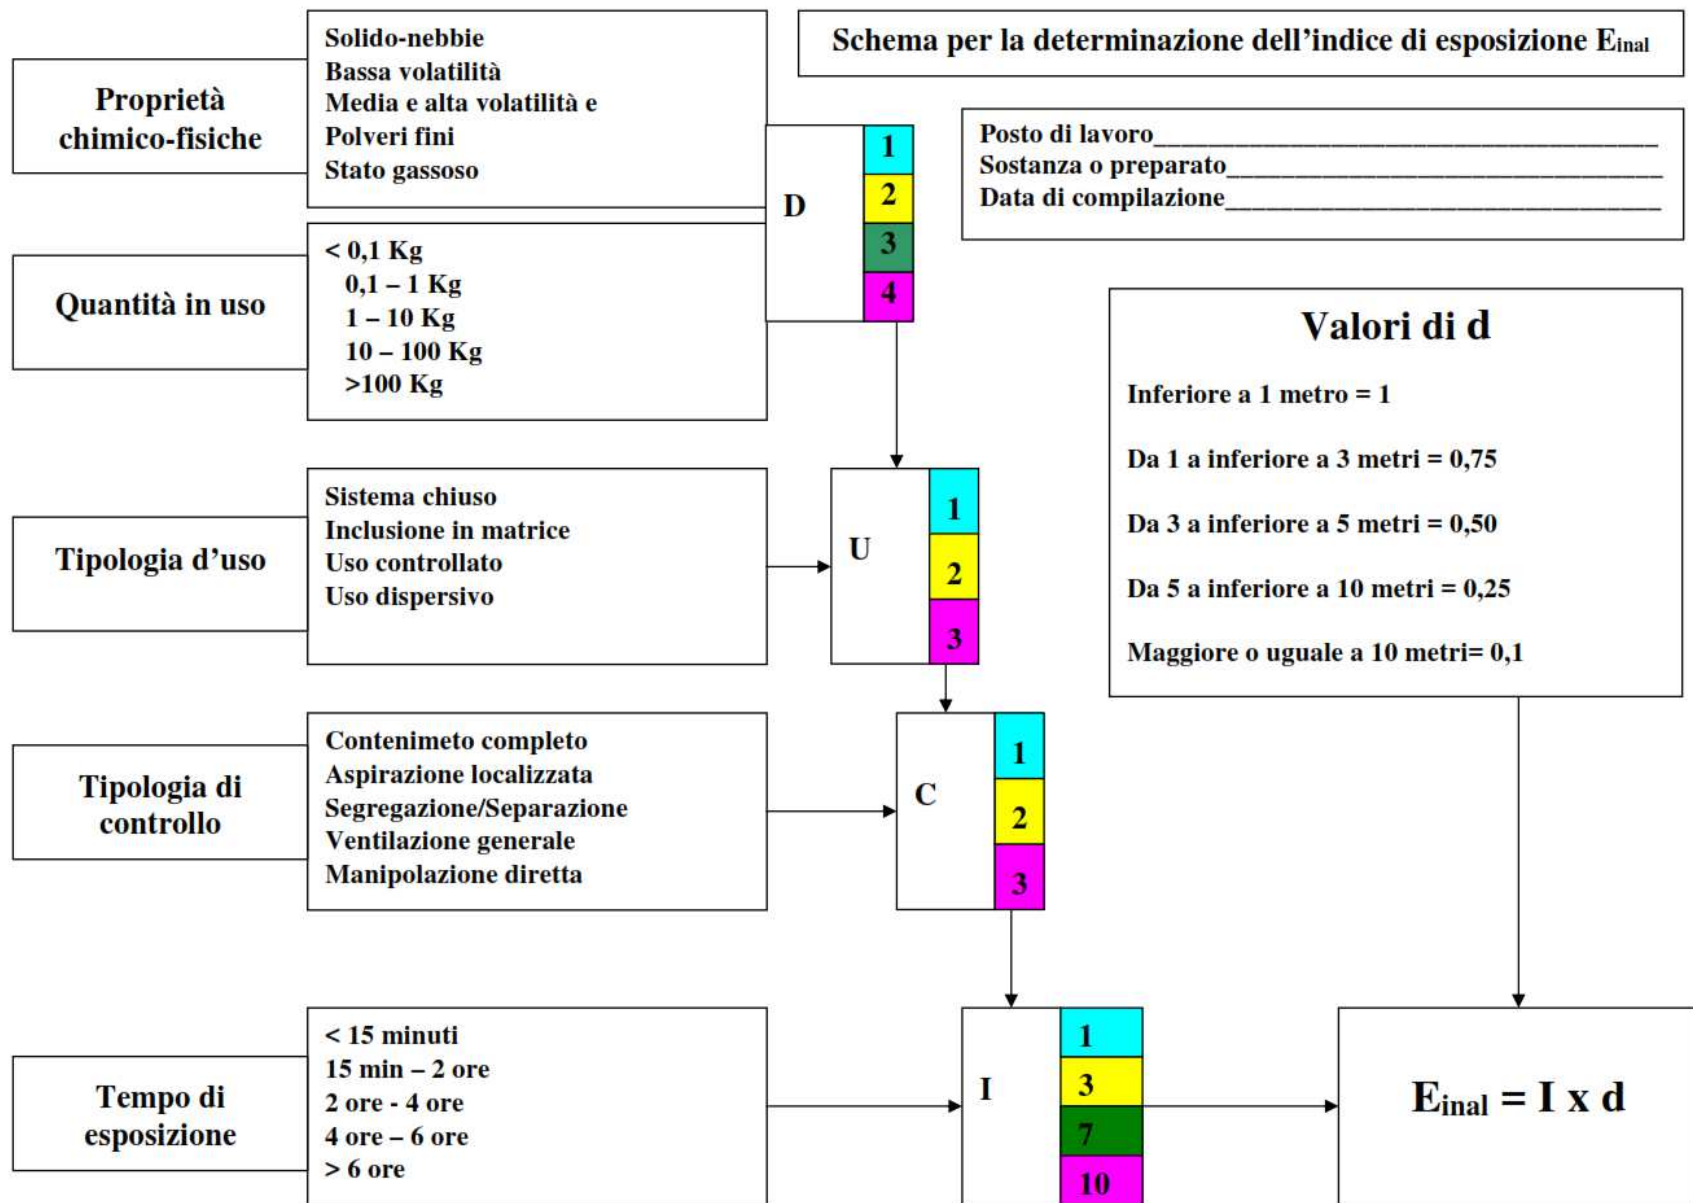 Schema per la determinazione dell'indice di esposizione Einal
Posto di lavoro_____________________________________
Sostanza o preparato________________________________
Data di compilazione________________________________
Proprietà
chimico-fisiche
Solido-nebbie
Bassa volatilità
Media e alta volatilità e
Polveri fini
Stato gassoso
Quantità in uso
< 0,1 Kg
0,1 – 1 Kg
1 – 10 Kg
10 – 100 Kg
>100 Kg
D
1
2
3
4
Tipologia d'uso
Sistema chiuso
Inclusione in matrice
Uso controllato
Uso dispersivo
U
1
2
3
Tipologia di
controllo
Contenimeto completo
Aspirazione localizzata
Segregazione/Separazione
Ventilazione generale
Manipolazione diretta
C
1
2
3
Tempo di
esposizione
< 15 minuti
15 min – 2 ore
2 ore - 4 ore
4 ore – 6 ore
> 6 ore
I
1
3
7
10
Valori di d
Inferiore a 1 metro = 1
Da 1 a inferiore a 3 metri = 0,75
Da 3 a inferiore a 5 metri = 0,50
Da 5 a inferiore a 10 metri = 0,25
Maggiore o uguale a 10 metri= 0,1
Einal = I x d